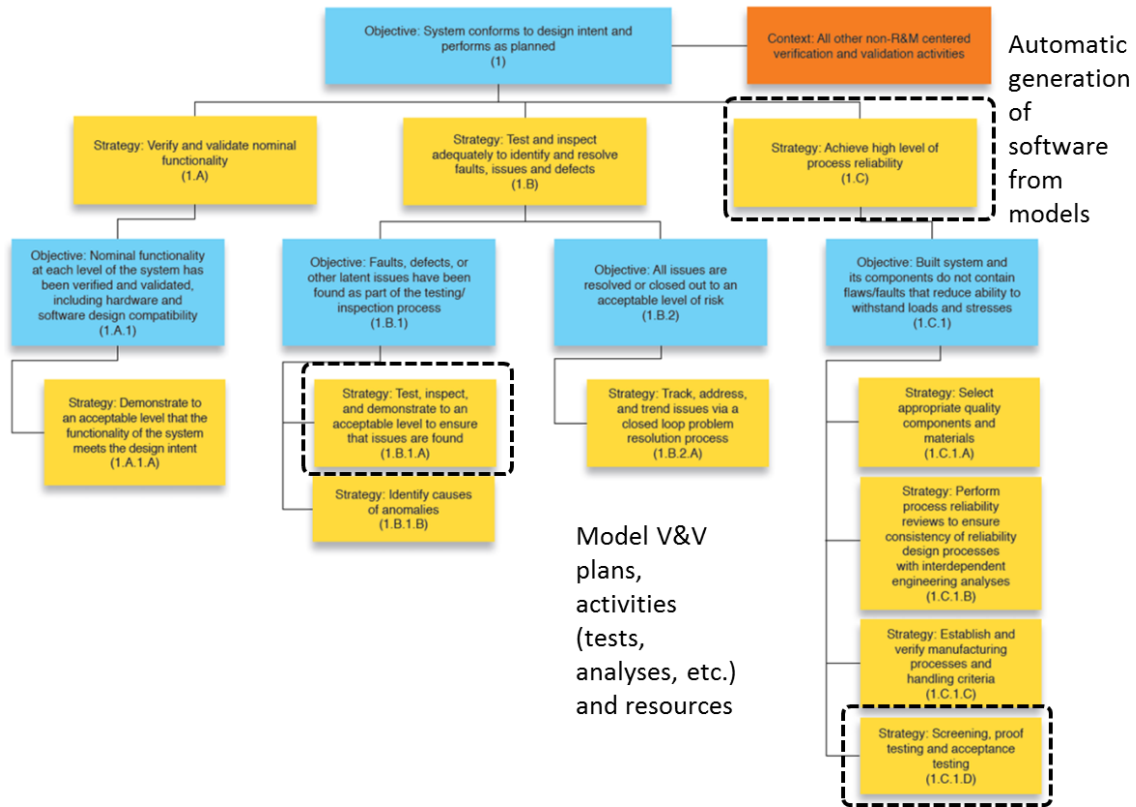 Objective: System conforms to design intent and
performs as planned
(1)
Context: All other non-R&M centered
verification and validation activities
Automatic
generation
of
software
from
models
Strategy: Verify and validate nominal
functionality
(1.A)
Strategy: Test and inspect
adequately to identify and resolve
faults, issues and defects
(1.B)
Strategy: Achieve high level of
process reliability
(1.C)
Objective: Nominal functionality
at each level of the system has
been verified and validated,
including hardware and
software design compatibility
(1.A.1)
Objective: Faults, defects, or
other latent issues have been
found as part of the testing/
inspection process
(1.B.1)
Objective: All issues are
resolved or closed out to an
acceptable level of risk
(1.B.2)
Objective: Built system and
its components do not contain
flaws/faults that reduce ability to
withstand loads and stresses
(1.C.1)
Strategy: Demonstrate to
an acceptable level that the
functionality of the system
meets the design intent
(1.A.1.A)
Strategy: Test, inspect,
and demonstrate to an
acceptable level to ensure
that issues are found
(1.B.1.A)
Strategy: Identify causes
of anomalies
(1.B.1.B)
Strategy: Track, address,
and trend issues via a
closed loop problem
resolution process
(1.B.2.A)
Strategy: Select
appropriate quality
components and
materials
(1.C.1.A)
Strategy: Perform
process reliability
reviews to ensure
consistency of reliability
design processes
with interdependent
engineering analyses
(1.C.1.B)
Strategy: Establish and
verify manufacturing
processes and
handling criteria
(1.C.1.C)
Strategy: Screening, proof
testing and acceptance
testing
(1.C.1.D)
Model V&V
plans,
activities
(tests,
analyses, etc.)
and resources